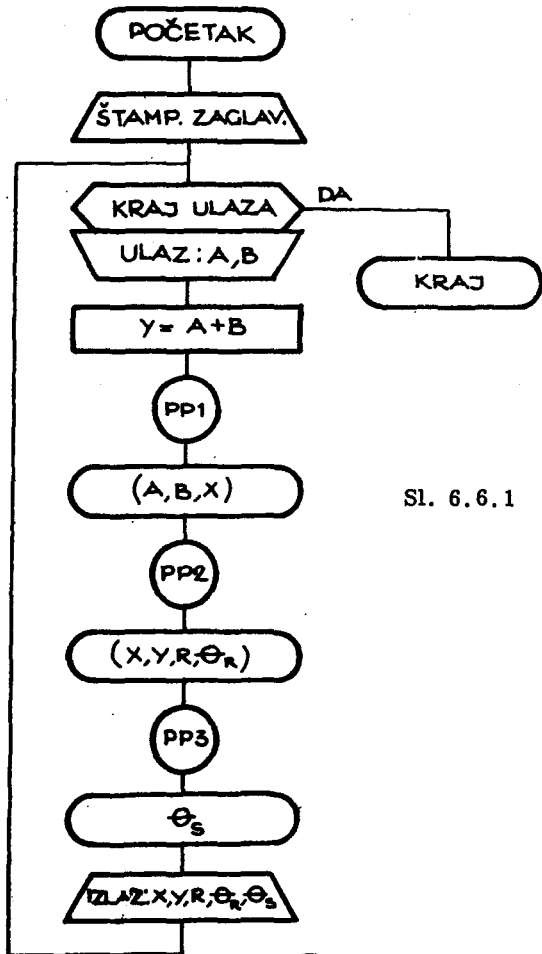 POČETAK
ŠTAMP. ZAGLAV.
KRAJ ULAZA
DA
ULAZ: A,B
KRAJ
Y = A+B
PP1
(A,B,X)
Sl. 6.6.1
PP2
(X,Y,R,Θ_R)
PP3
Θ_S
IZLAZ: X,Y,R,Θ_R,Θ_S